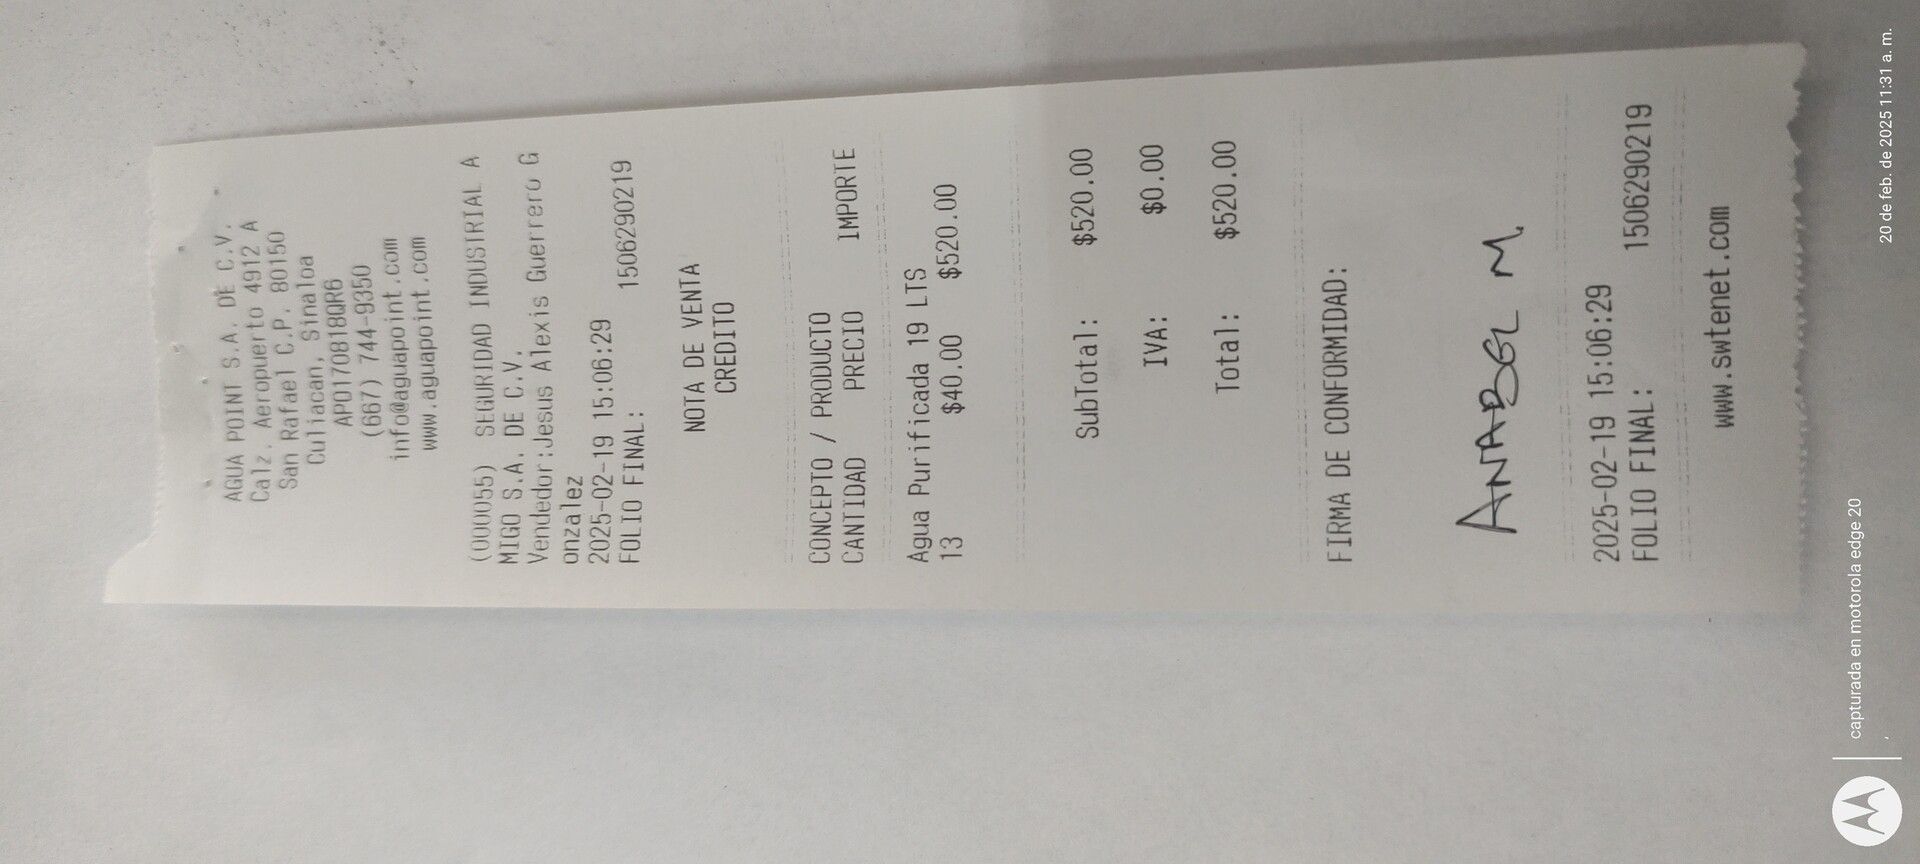 AGUA POINT S.A. DE C.V.
Calz. Aeropuerto 4912 A
San Rafael C.P. 80150
Culiacan, Sinaloa
APO170818QR6
(667) 744-9350
info@aguapoint.com
www.aguapoint.com
(000055) SEGURIDAD INDUSTRIAL A
MIGO S.A. DE C.V.
Vendedor:Jesus Alexis Guerrero G
onzalez
2025-02-19 15:06:29
FOLIO FINAL: 1506290219
NOTA DE VENTA
CREDITO
CONCEPTO / PRODUCTO
CANTIDAD PRECIO IMPORTE
Agua Purificada 19 LTS
13 $40.00 $520.00
SubTotal: $520.00
IVA: $0.00
Total: $520.00
FIRMA DE CONFORMIDAD:
ANABEL M.
2025-02-19 15:06:29
FOLIO FINAL: 1506290219
www.swtenet.com
capturada en motorola edge 20
20 de feb. de 2025 11:31 a. m.